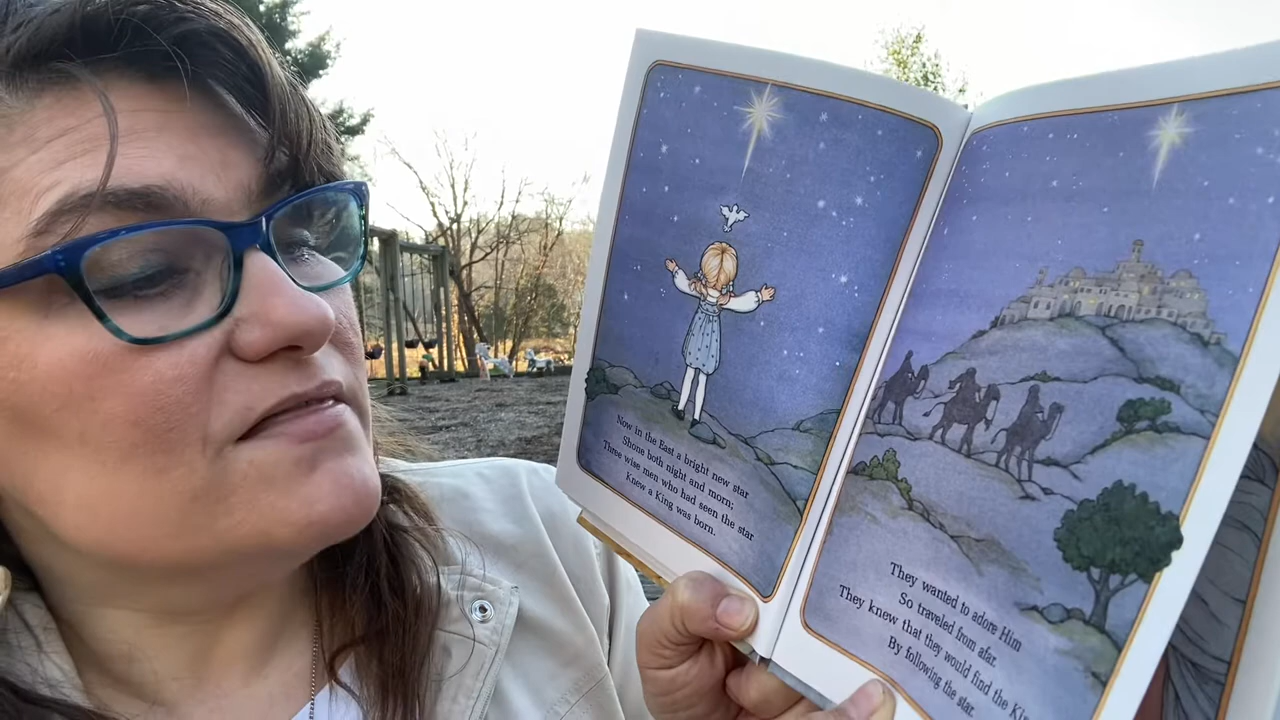 Now in the East a bright new star
Shone both night and morn;
Three wise men who had seen the star
Knew a King was born.
They wanted to adore Him
So traveled from afar.
They knew that they would find the
By following the star.